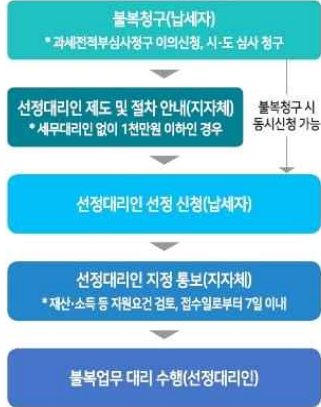 불복청구(납세자)
* 과세전적부심사청구 이의신청, 시-도 심사 청구
선정대리인 제도 및 절차 안내(지자체)
* 세무대리인 없이 1천만원 이하인 경우
불복청구 시
동시신청 가능
선정대리인 선정 신청(납세자)
선정대리인 지정 통보(지자체)
* 재산·소득 등 지원요건 검토, 접수일로부터 7일 이내
불복업무 대리 수행(선정대리인)